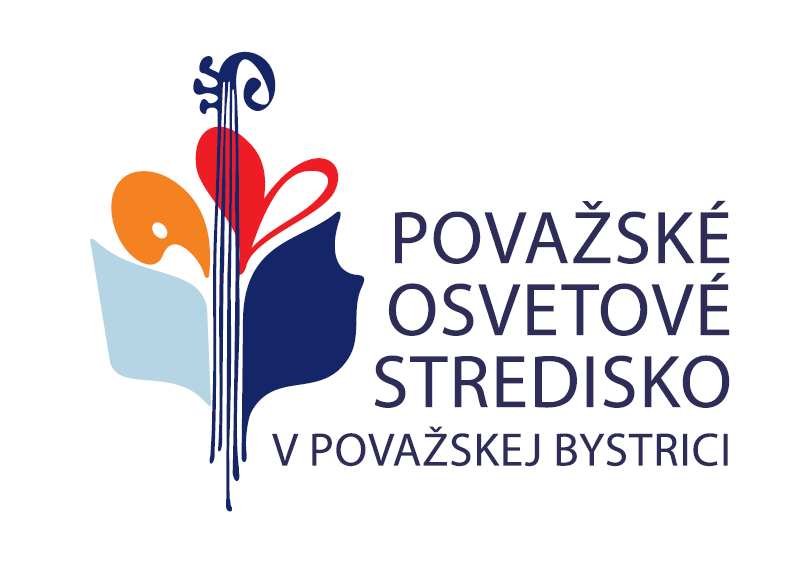 POVAŽSKÉ
OSVETOVÉ
STREDISKO
V POVAŽSKEJ BYSTRICI